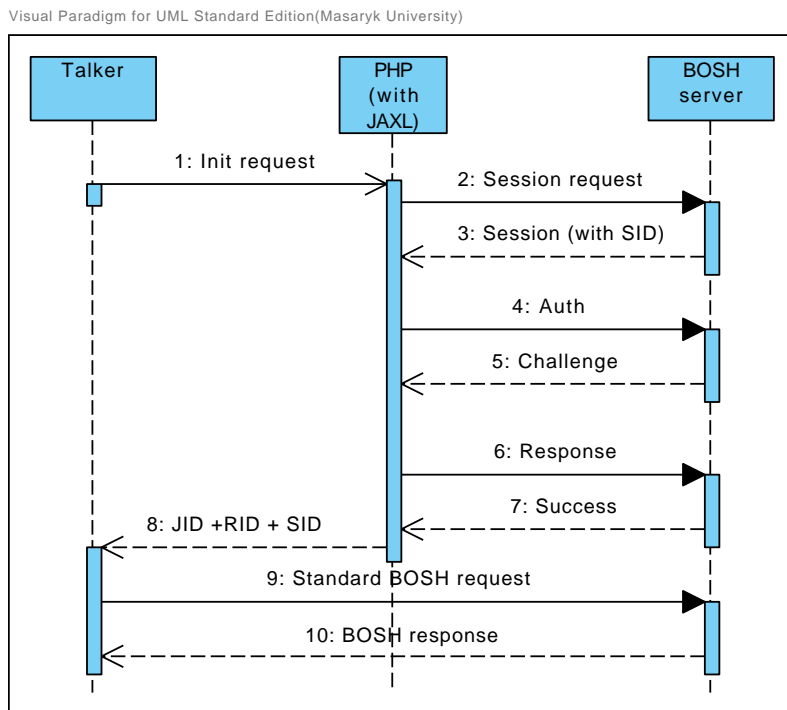 Visual Paradigm for UML Standard Edition(Masaryk University)
Talker
PHP
(with
JAXL)
BOSH
server
1: Init request
2: Session request
3: Session (with SID)
4: Auth
5: Challenge
6: Response
7: Success
8: JID +RID + SID
9: Standard BOSH request
10: BOSH response